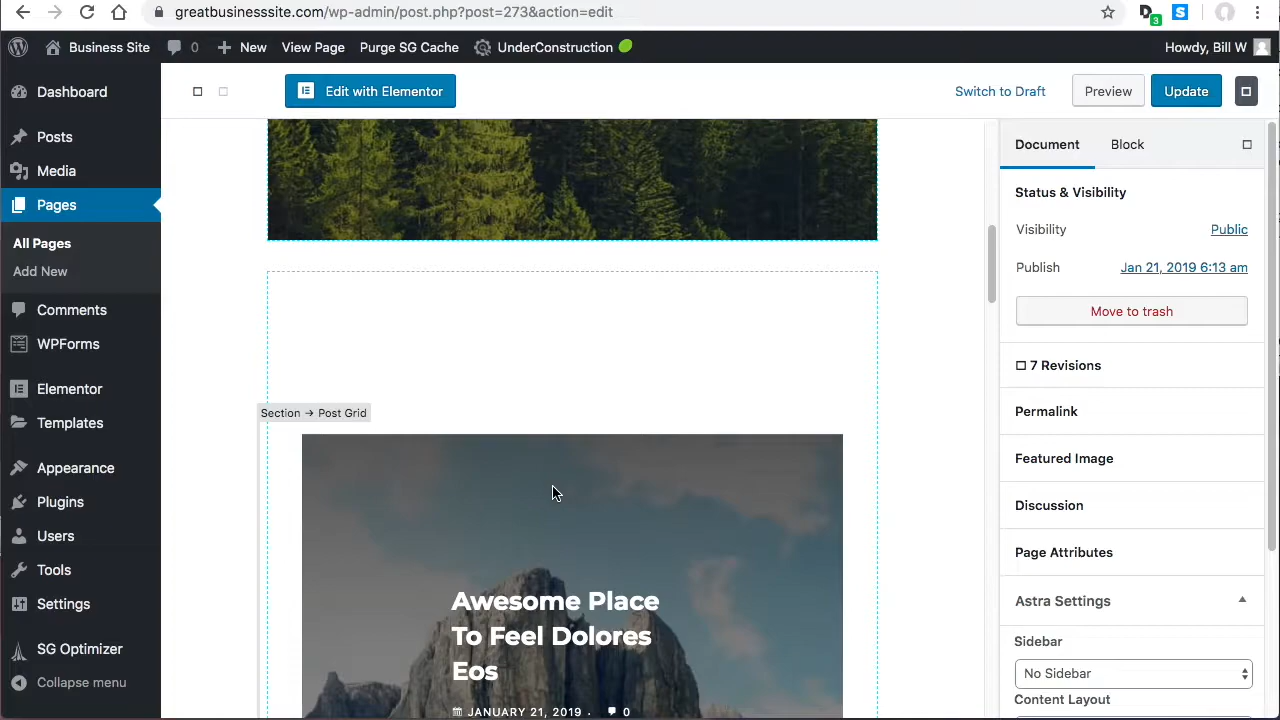 greatbusinesssite.com/wp-admin/post.php?post=273&action=edit
3
Business Site
0
New
View Page
Purge SG Cache
UnderConstruction
Howdy, Bill W
Dashboard
Posts
Media
Pages
All Pages
Add New
Comments
WPForms
Elementor
Templates
Appearance
Plugins
Users
Tools
Settings
SG Optimizer
Collapse menu
Edit with Elementor
Switch to Draft
Preview
Update
Section → Post Grid
Awesome Place
To Feel Dolores
Eos
JANUARY 21, 2019 · 0
Document Block
Status & Visibility
Visibility Public
Publish Jan 21, 2019 6:13 am
Move to trash
7 Revisions
Permalink
Featured Image
Discussion
Page Attributes
Astra Settings
Sidebar
No Sidebar
Content Layout